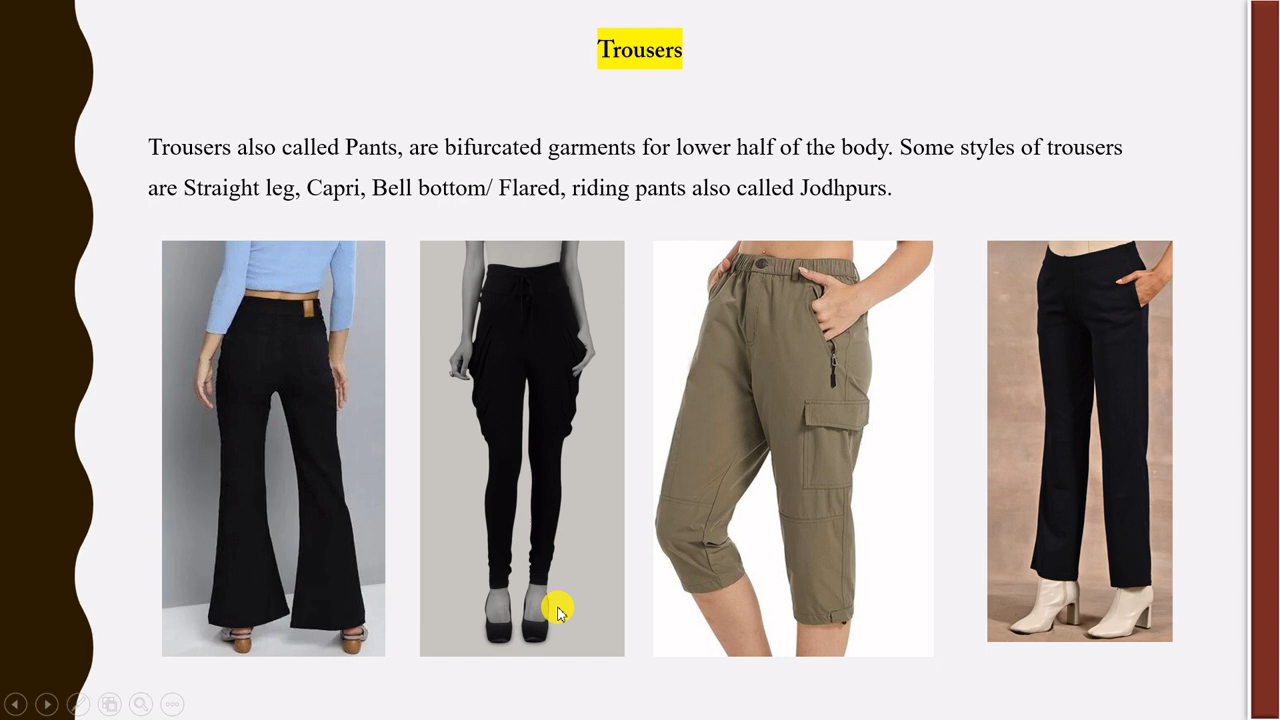 Trousers
Trousers also called Pants, are bifurcated garments for lower half of the body. Some styles of trousers
are Straight leg, Capri, Bell bottom/ Flared, riding pants also called Jodhpurs.